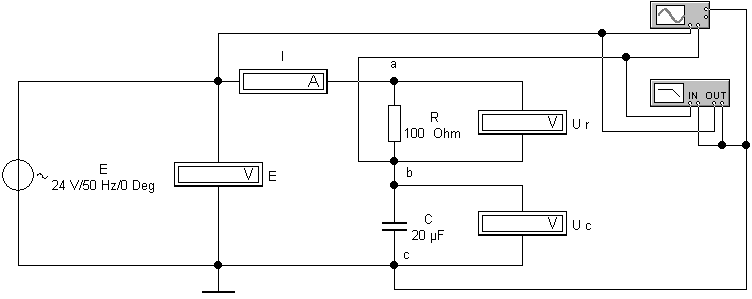 I
A
a
IN OUT
R
100 Ohm
V
U r
E
24 V/50 Hz/0 Deg
V
E
b
C
20 µF
V
U c
c